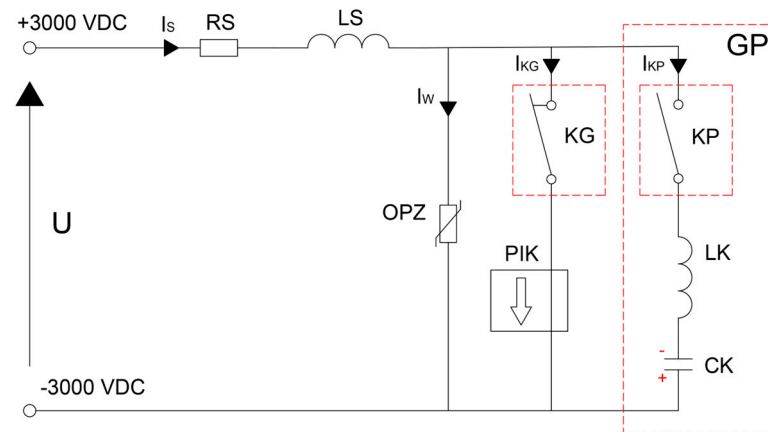 +3000 VDC
IS
RS
LS
GP
IKG
IKP
IW
KG
KP
OPZ
U
PIK
LK
-
CK
+
-3000 VDC